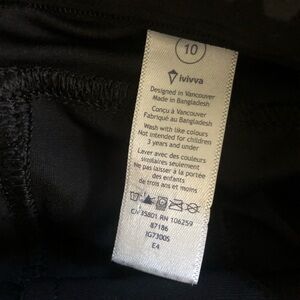 10
ivivva
Designed in Vancouver
Made in Bangladesh
Conçu à Vancouver
Fabriqué au Bangladesh
Wash with like colours
Not intended for children
3 years and under
Laver avec des couleurs
similaires seulement
Ne pas laisser à la portée
des enfants
de trois ans et moins
CA 35801 RN 106259
87186
IG7300S
E4